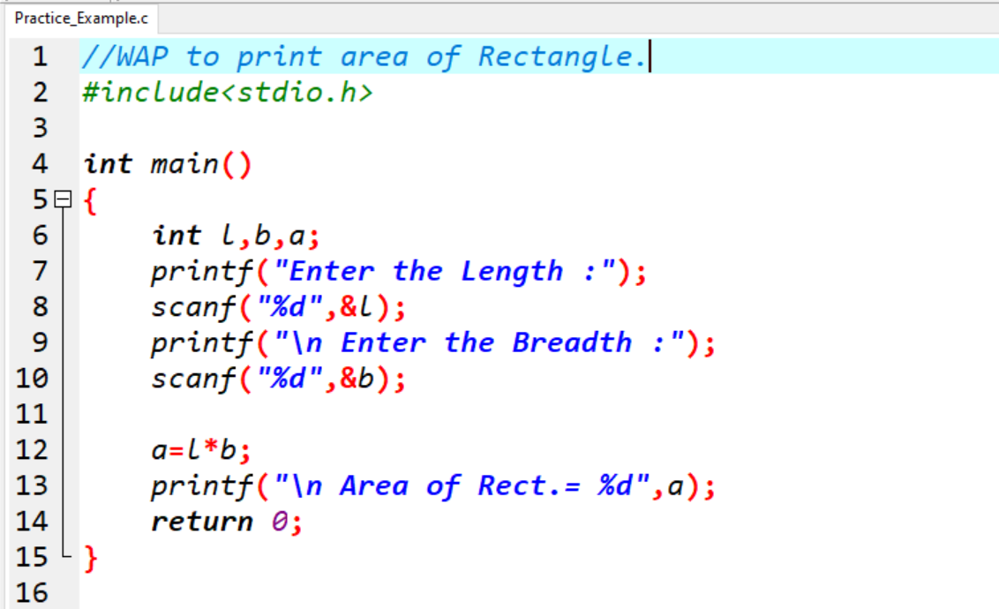 Practice_Example.c
1 //WAP to print area of Rectangle.
2 #include<stdio.h>
3
4 int main()
5 {
6 int l,b,a;
7 printf("Enter the Length :");
8 scanf("%d",&l);
9 printf("\n Enter the Breadth :");
10 scanf("%d",&b);
11
12 a=l*b;
13 printf("\n Area of Rect.= %d",a);
14 return 0;
15 }
16